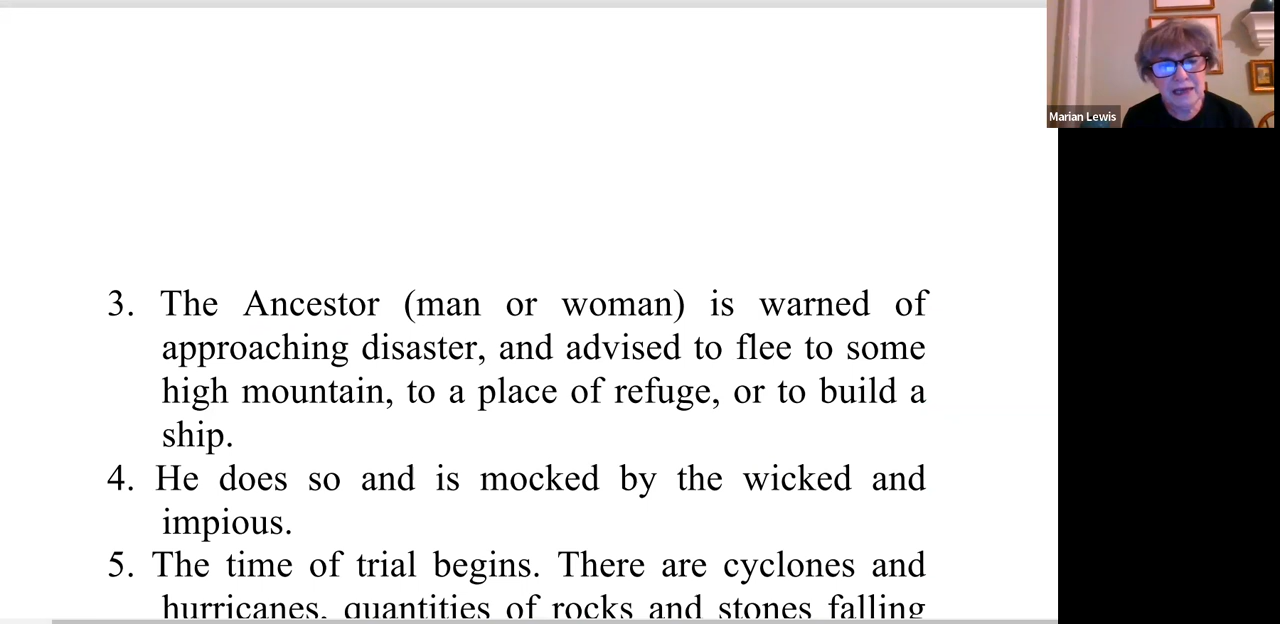 Marian Lewis
3. The Ancestor (man or woman) is warned of
approaching disaster, and advised to flee to some
high mountain, to a place of refuge, or to build a
ship.
4. He does so and is mocked by the wicked and
impious.
5. The time of trial begins. There are cyclones and
hurricanes, quantities of rocks and stones falling